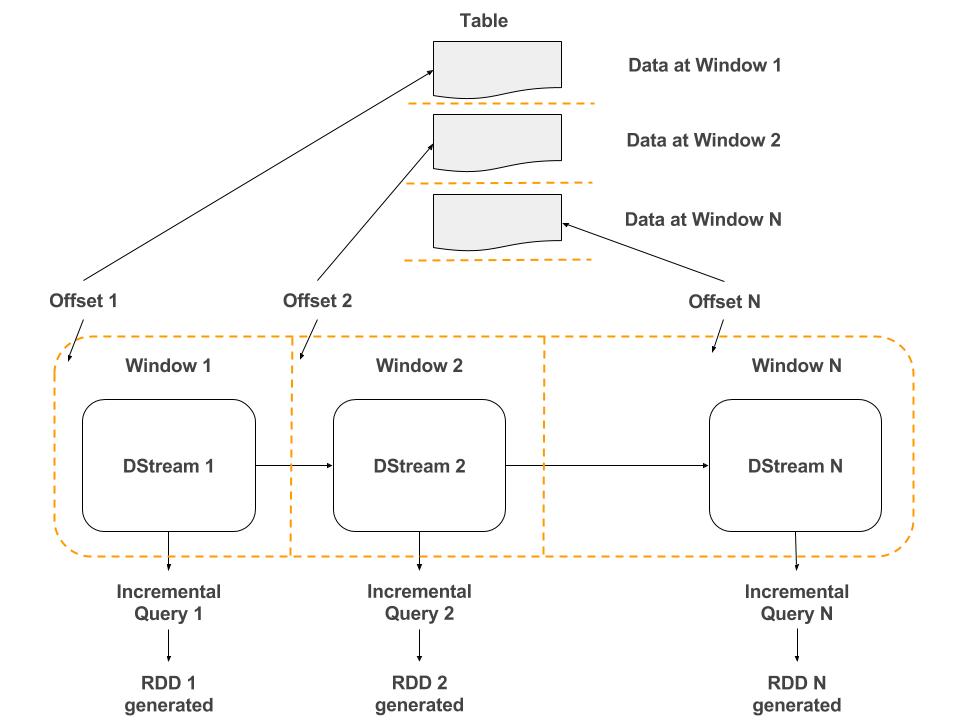 Table
Data at Window 1
Data at Window 2
Data at Window N
Offset 1
Offset 2
Offset N
Window 1
Window 2
Window N
DStream 1
DStream 2
DStream N
Incremental
Query 1
Incremental
Query 2
Incremental
Query N
RDD 1
generated
RDD 2
generated
RDD N
generated